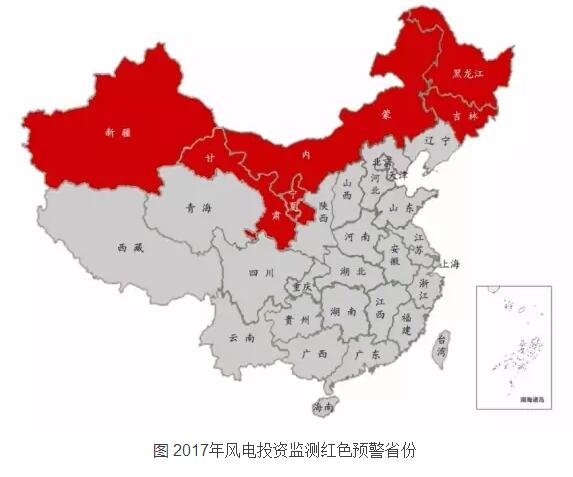 黑龙江
吉林
辽宁
内蒙
新疆
甘肃
宁夏
北京
天津
河北
山西
陕西
青海
山东
西藏
河南
江苏
安徽
上海
四川
重庆
湖北
浙江
湖南
江西
贵州
福建
云南
广西
广东
台湾
海南
南海诸岛
图 2017年风电投资监测红色预警省份